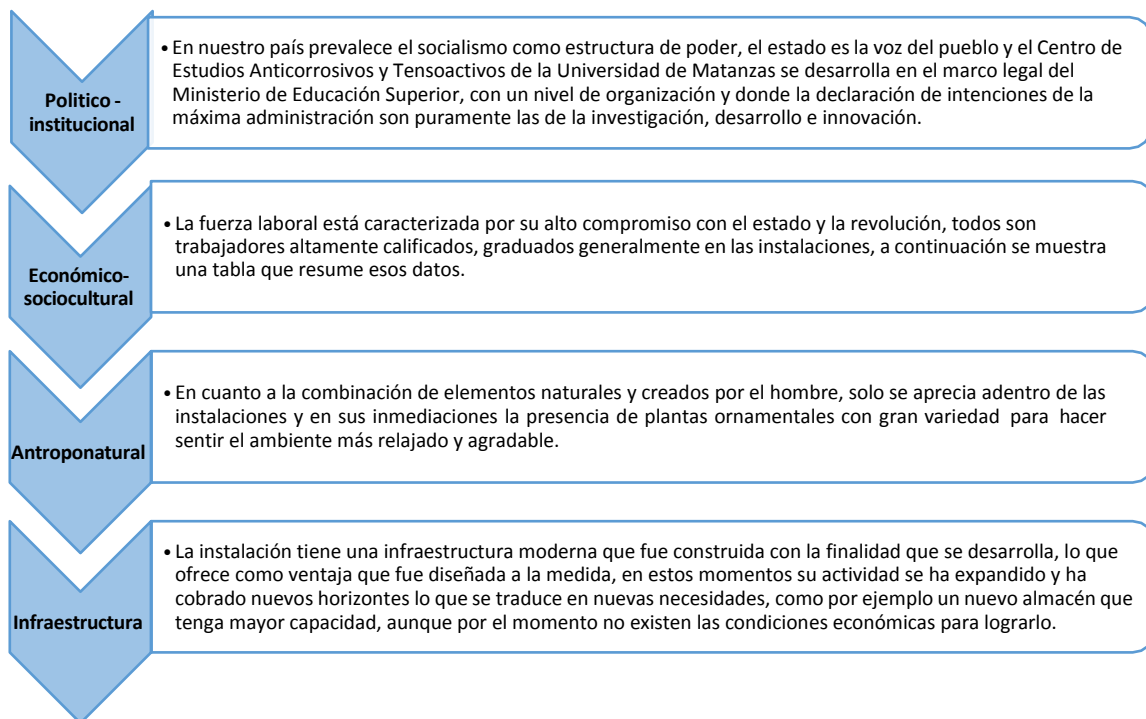 Politico -
institucional
• En nuestro país prevalece el socialismo como estructura de poder, el estado es la voz del pueblo y el Centro de
Estudios Anticorrosivos y Tensoactivos de la Universidad de Matanzas se desarrolla en el marco legal del
Ministerio de Educación Superior, con un nivel de organización y donde la declaración de intenciones de la
máxima administración son puramente las de la investigación, desarrollo e innovación.
Económico-
sociocultural
• La fuerza laboral está caracterizada por su alto compromiso con el estado y la revolución, todos son
trabajadores altamente calificados, graduados generalmente en las instalaciones, a continuación se muestra
una tabla que resume esos datos.
Antroponatural
• En cuanto a la combinación de elementos naturales y creados por el hombre, solo se aprecia adentro de las
instalaciones y en sus inmediaciones la presencia de plantas ornamentales con gran variedad para hacer
sentir el ambiente más relajado y agradable.
Infraestructura
• La instalación tiene una infraestructura moderna que fue construida con la finalidad que se desarrolla, lo que
ofrece como ventaja que fue diseñada a la medida, en estos momentos su actividad se ha expandido y ha
cobrado nuevos horizontes lo que se traduce en nuevas necesidades, como por ejemplo un nuevo almacén que
tenga mayor capacidad, aunque por el momento no existen las condiciones económicas para lograrlo.